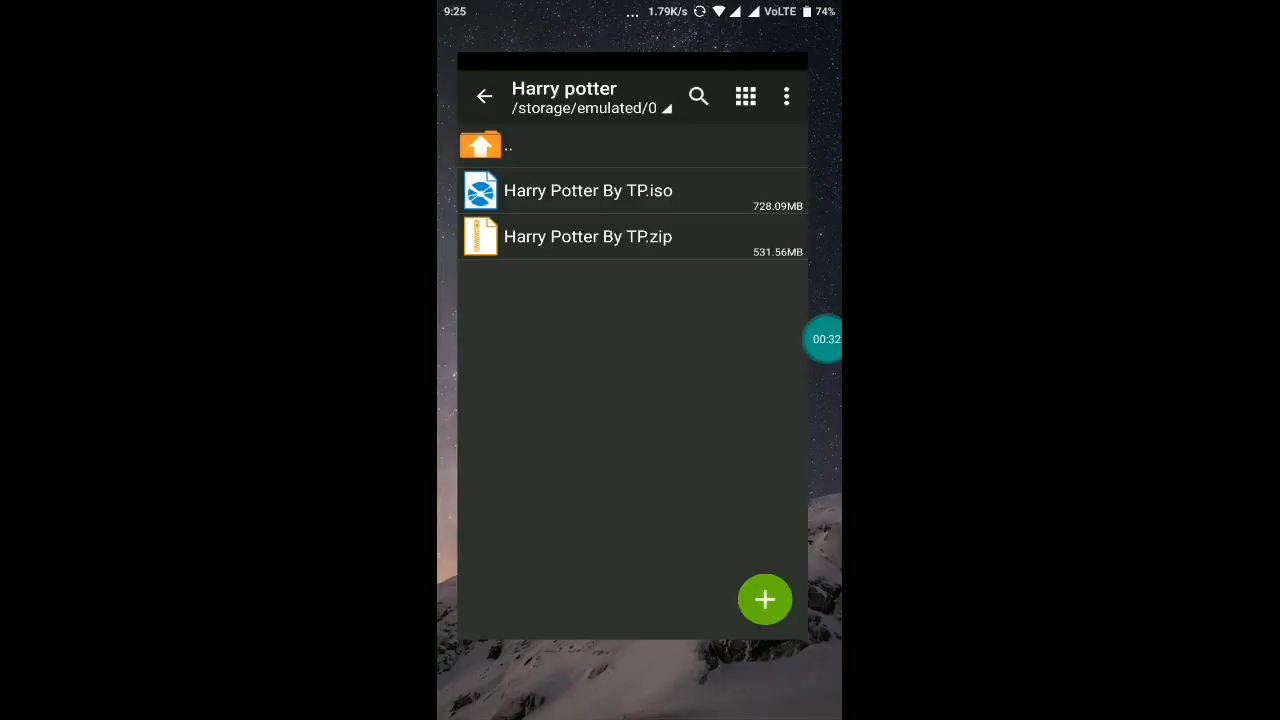 9:25 ... 1.79K/s VoLTE 74%
Harry potter
/storage/emulated/0
..
Harry Potter By TP.iso
728.09MB
Harry Potter By TP.zip
531.56MB
00:32